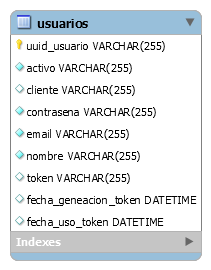 usuarios
uuid_usuario VARCHAR(255)
activo VARCHAR(255)
cliente VARCHAR(255)
contrasena VARCHAR(255)
email VARCHAR(255)
nombre VARCHAR(255)
token VARCHAR(255)
fecha_geneacion_token DATETIME
fecha_uso_token DATETIME
Indexes